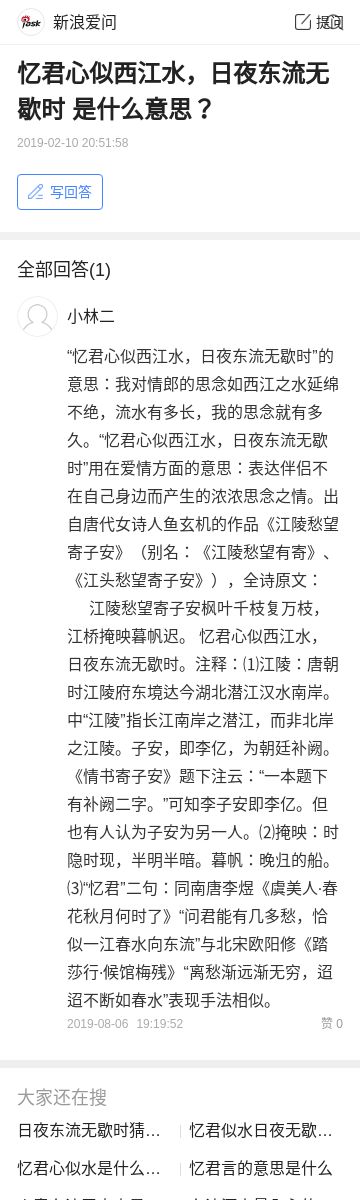 iask 新浪爱问 提问
忆君心似西江水，日夜东流无
歇时 是什么意思？
2019-02-10 20:51:58
写回答
全部回答(1)
小林二
“忆君心似西江水，日夜东流无歇时”的
意思：我对情郎的思念如西江之水延绵
不绝，流水有多长，我的思念就有多
久。“忆君心似西江水，日夜东流无歇
时”用在爱情方面的意思：表达伴侣不
在自己身边而产生的浓浓思念之情。出
自唐代女诗人鱼玄机的作品《江陵愁望
寄子安》（别名：《江陵愁望有寄》、
《江头愁望寄子安》），全诗原文：
江陵愁望寄子安枫叶千枝复万枝，
江桥掩映暮帆迟。 忆君心似西江水，
日夜东流无歇时。注释：⑴江陵：唐朝
时江陵府东境达今湖北潜江汉水南岸。
中“江陵”指长江南岸之潜江，而非北岸
之江陵。子安，即李亿，为朝廷补阙。
《情书寄子安》题下注云：“一本题下
有补阙二字。”可知李子安即李亿。但
也有人认为子安为另一人。⑵掩映：时
隐时现，半明半暗。暮帆：晚归的船。
⑶“忆君”二句：同南唐李煜《虞美人·春
花秋月何时了》“问君能有几多愁，恰
似一江春水向东流”与北宋欧阳修《踏
莎行·候馆梅残》“离愁渐远渐无穷，迢
迢不断如春水”表现手法相似。
2019-08-06 19:19:52 赞 0
大家还在搜
日夜东流无歇时猜… 忆君似水日夜无歇…
忆君心似水是什么… 忆君言的意思是什么